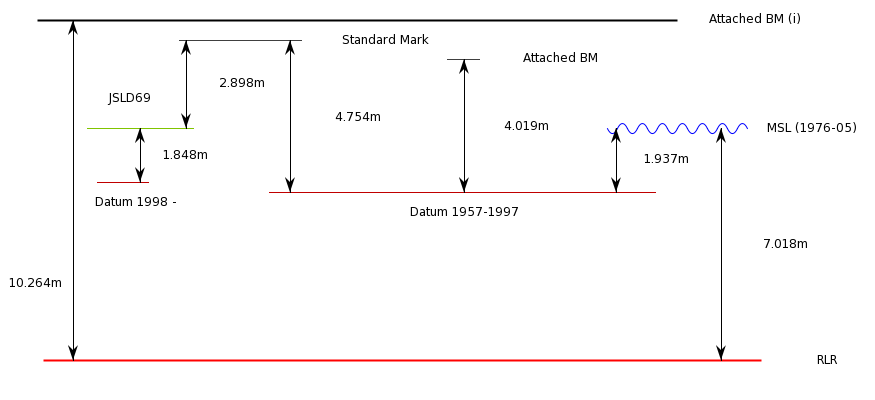 Attached BM (i)
Standard Mark
Attached BM
2.898m
JSLD69
4.754m
4.019m
MSL (1976-05)
1.848m
1.937m
Datum 1998 -
Datum 1957-1997
7.018m
10.264m
RLR